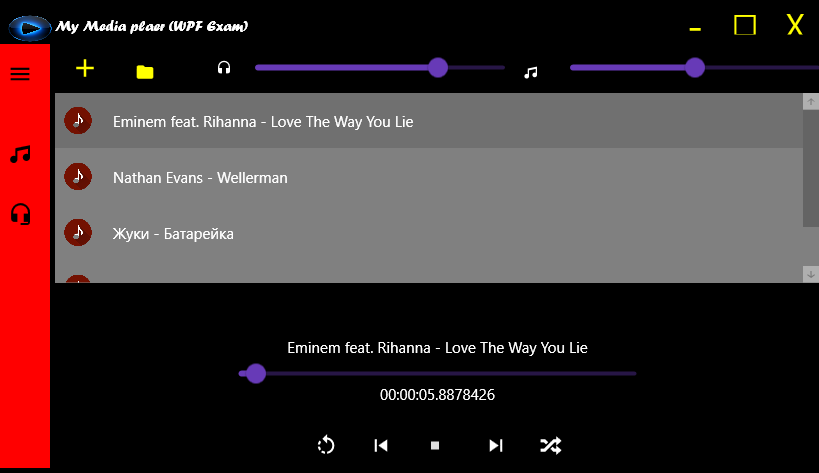 My Media plaer (WPF Exam)
Eminem feat. Rihanna - Love The Way You Lie
Nathan Evans - Wellerman
Жуки - Батарейка
Eminem feat. Rihanna - Love The Way You Lie
00:00:05.8878426